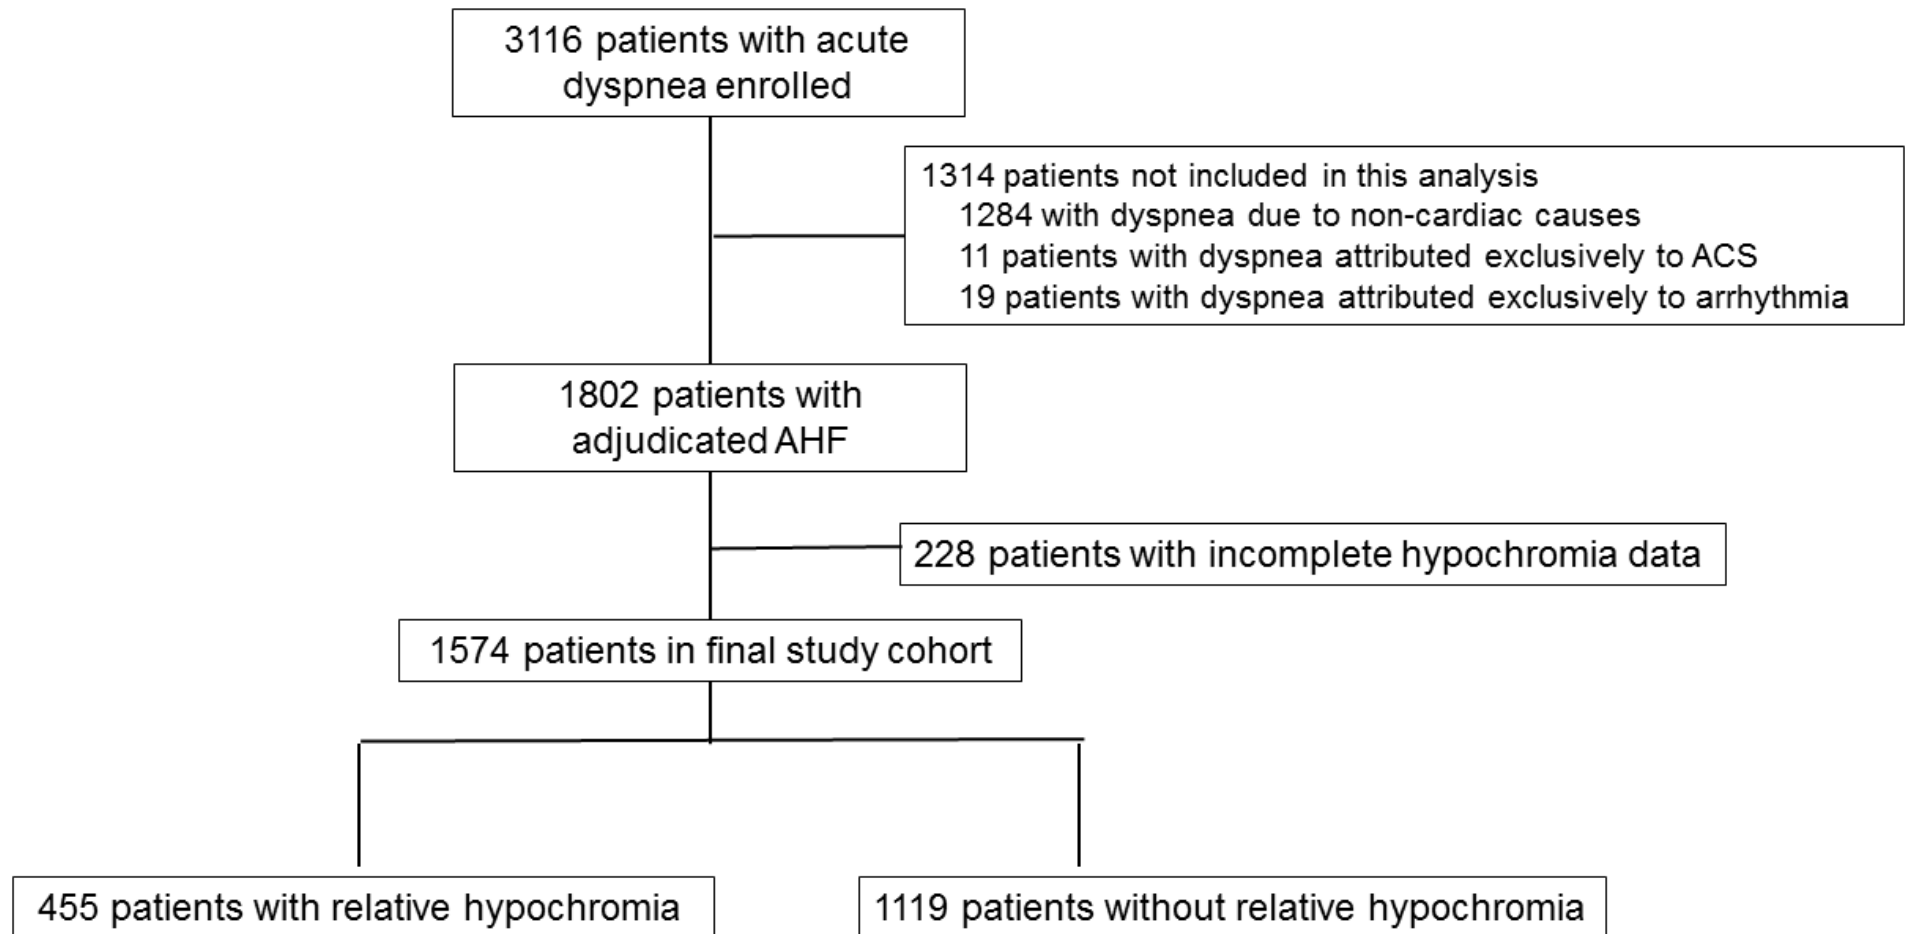 3116 patients with acute
dyspnea enrolled
1314 patients not included in this analysis
1284 with dyspnea due to non-cardiac causes
11 patients with dyspnea attributed exclusively to ACS
19 patients with dyspnea attributed exclusively to arrhythmia
1802 patients with
adjudicated AHF
228 patients with incomplete hypochromia data
1574 patients in final study cohort
455 patients with relative hypochromia
1119 patients without relative hypochromia